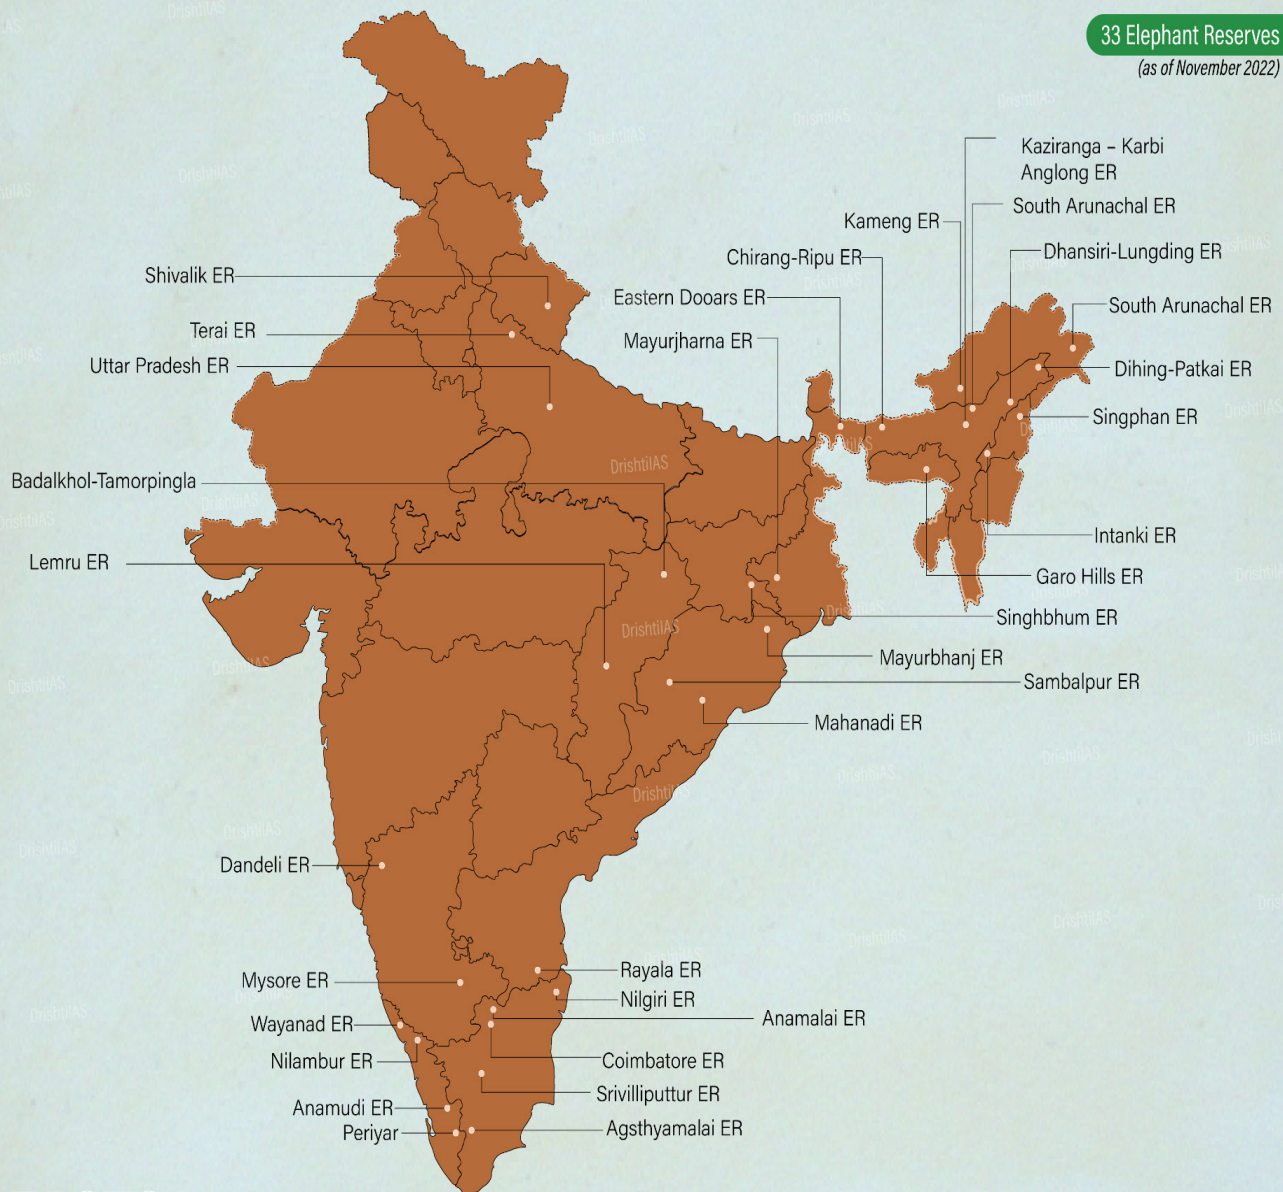 33 Elephant Reserves
(as of November 2022)
Kaziranga – Karbi
Anglong ER
South Arunachal ER
Kameng ER
Dhansiri-Lungding ER
Chirang-Ripu ER
Shivalik ER
Eastern Dooars ER
South Arunachal ER
Terai ER
Mayurjharna ER
Uttar Pradesh ER
Dihing-Patkai ER
Singphan ER
Badalkhol-Tamorpingla
Intanki ER
Lemru ER
Garo Hills ER
Singhbhum ER
Mayurbhanj ER
Sambalpur ER
Mahanadi ER
Dandeli ER
Rayala ER
Mysore ER
Nilgiri ER
Anamalai ER
Wayanad ER
Nilambur ER
Coimbatore ER
Srivilliputtur ER
Anamudi ER
Agsthyamalai ER
Periyar
DrishtiIAS